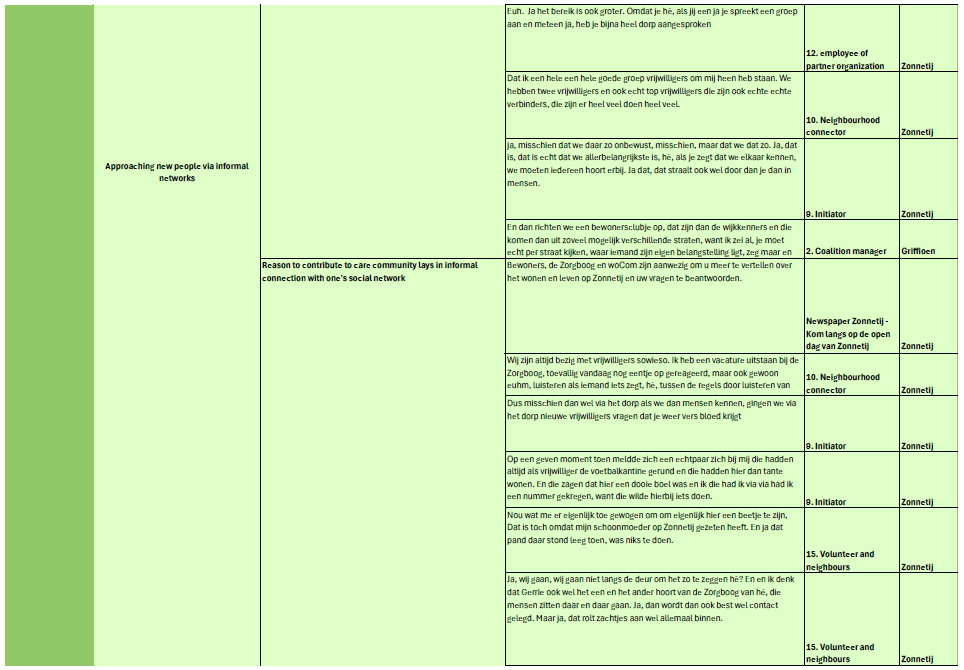 Euh. Ja het bereik is ook groter. Omdat je hè, als jij een ja je spreekt een groep
aan en meteen ja, heb je bijna heel dorp aangesproken
12. employee of
partner organization
Zonnetij
Dat ik een hele een hele goede groep vrijwilligers om mij heen heb staan. We
hebben twee vrijwilligers en ook echt top vrijwilligers die zijn ook echte echte
verbinders, die zijn er heel veel doen heel veel.
10. Neighbourhood
connector
Zonnetij
Approaching new people via informal
networks
ja, misschien dat we daar zo onbewust, misschien, maar dat we dat zo. Ja, dat
is, dat is echt dat we allerbelangrijkste is, hè, als je zegt dat we elkaar kennen,
we moeten iedereen hoort erbij. Ja dat, dat straalt ook wel door dan je dan in
mensen.
9. Initiator
Zonnetij
En dan richten we een bewonersclubje op, dat zijn dan de wijkkenners en die
komen dan uit zoveel mogelijk verschillende straten, want ik zei al, je moet
echt per straat kijken, waar iemand zijn eigen belangstelling ligt, zeg maar en
2. Coalition manager
Griffioen
Reason to contribute to care community lays in informal
connection with one's social network
Bewoners, de Zorgboog en woCom zijn aanwezig om u meer te vertellen over
het wonen en leven op Zonnetij en uw vragen te beantwoorden.
Newspaper Zonnetij -
Kom langs op de open
dag van Zonnetij
Zonnetij
Wij zijn altijd bezig met vrijwilligers sowieso. Ik heb een vacature uitstaan bij de
Zorgboog, toevallig vandaag nog eentje op gereageerd, maar ook gewoon
euhm, luisteren als iemand iets zegt, hè, tussen de regels door luisteren van
10. Neighbourhood
connector
Zonnetij
Dus misschien dan wel via het dorp als we dan mensen kennen, gingen we via
het dorp nieuwe vrijwilligers vragen dat je weer vers bloed krijgt
9. Initiator
Zonnetij
Op een geven moment toen meldde zich een echtpaar zich bij mij die hadden
altijd als vrijwilliger de voetbalkantine gerund en die hadden hier dan tante
wonen. En die zagen dat hier een dooie boel was en ik die had ik via via had ik
een nummer gekregen, want die wilde hierbij iets doen.
9. Initiator
Zonnetij
Nou wat me er eigenlijk toe gewogen om om eigenlijk hier een beetje te zijn,
Dat is toch omdat mijn schoonmoeder op Zonnetij gezeten heeft. En ja dat
pand daar stond leeg toen, was niks te doen.
15. Volunteer and
neighbours
Zonnetij
Ja, wij gaan, wij gaan niet langs de deur om het zo te zeggen hè? En en ik denk
dat Gerrie ook wel het een en het ander hoort van de Zorgboog van hè, die
mensen zitten daar en daar gaan. Ja, dan wordt dan ook best wel contact
gelegd. Maar ja, dat rolt zachtjes aan wel allemaal binnen.
15. Volunteer and
neighbours
Zonnetij